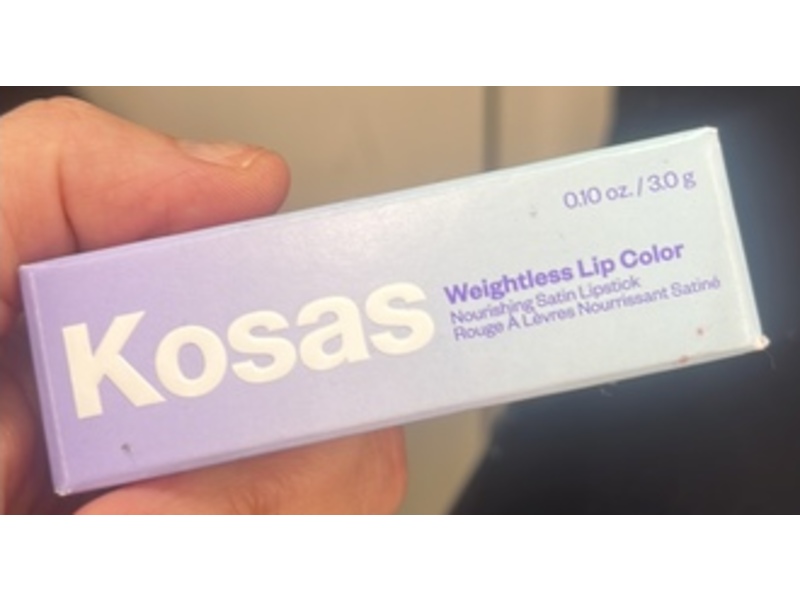 0.10 oz. / 3.0 g
Kosas
Weightless Lip Color
Nourishing Satin Lipstick
Rouge À Lèvres Nourrissant Satiné